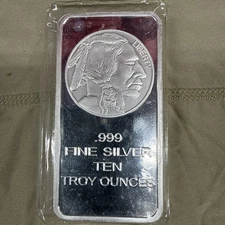 LIBERTY
.999
FINE SILVER
TEN
TROY OUNCES